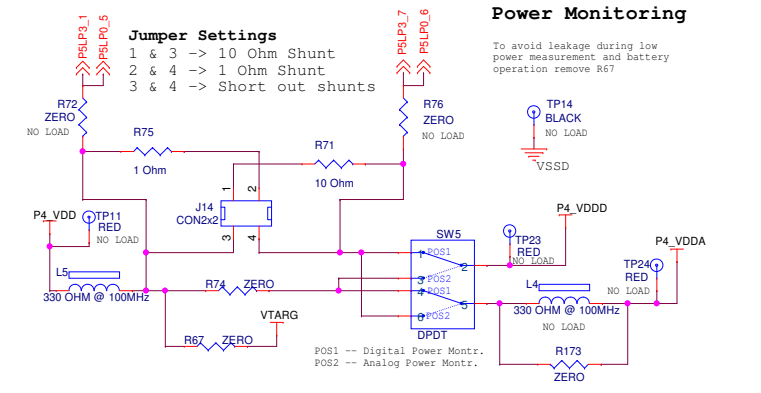 Power Monitoring
P5LP3_1
P5LP0_5
Jumper Settings
1 & 3 -> 10 Ohm Shunt
2 & 4 -> 1 Ohm Shunt
3 & 4 -> Short out shunts
P5LP3_7
P5LP0_6
To avoid leakage during low
power measurement and battery
operation remove R67
R72
ZERO
NO LOAD
R75
1 Ohm
R76
ZERO
NO LOAD
R71
10 Ohm
TP14
BLACK
NO LOAD
VSSD
1
2
J14
CON2x2
3
4
P4_VDD
TP11
RED
NO LOAD
L5
330 OHM @ 100MHz
R74
ZERO
R67
ZERO
VTARG
SW5
1
POS1
2
3
POS2
4
POS1
5
6
POS2
DPDT
POS1 -- Digital Power Montr.
POS2 -- Analog Power Montr.
P4_VDDD
TP23
RED
NO LOAD
P4_VDDA
TP24
RED
NO LOAD
L4
330 OHM @ 100MHz
NO LOAD
R173
ZERO